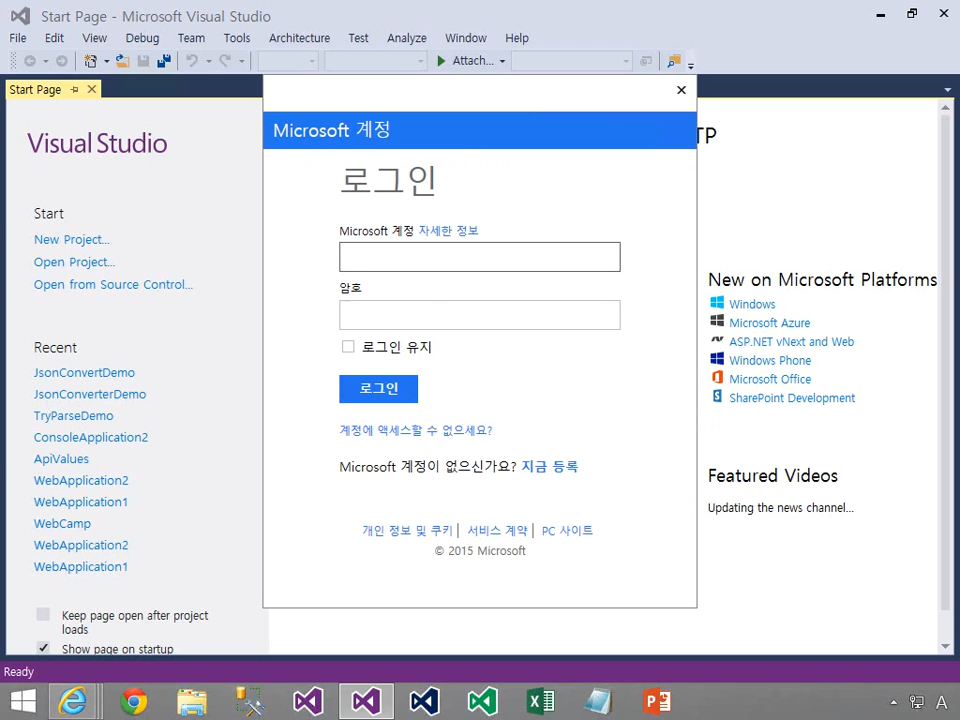 Start Page - Microsoft Visual Studio
File Edit View Debug Team Tools Architecture Test Analyze Window Help
Attach...
Start Page
Visual Studio
Start
New Project...
Open Project...
Open from Source Control...
Recent
JsonConvertDemo
JsonConverterDemo
TryParseDemo
ConsoleApplication2
ApiValues
WebApplication2
WebApplication1
WebCamp
WebApplication2
WebApplication1
Keep page open after project
loads
Show page on startup
Microsoft 계정
로그인
Microsoft 계정 자세한 정보
암호
로그인 유지
로그인
계정에 액세스할 수 없으세요?
Microsoft 계정이 없으신가요? 지금 등록
개인 정보 및 쿠키| 서비스 계약| PC 사이트
© 2015 Microsoft
TP
New on Microsoft Platforms
Windows
Microsoft Azure
ASP.NET vNext and Web
Windows Phone
Microsoft Office
SharePoint Development
Featured Videos
Updating the news channel...
Ready
A